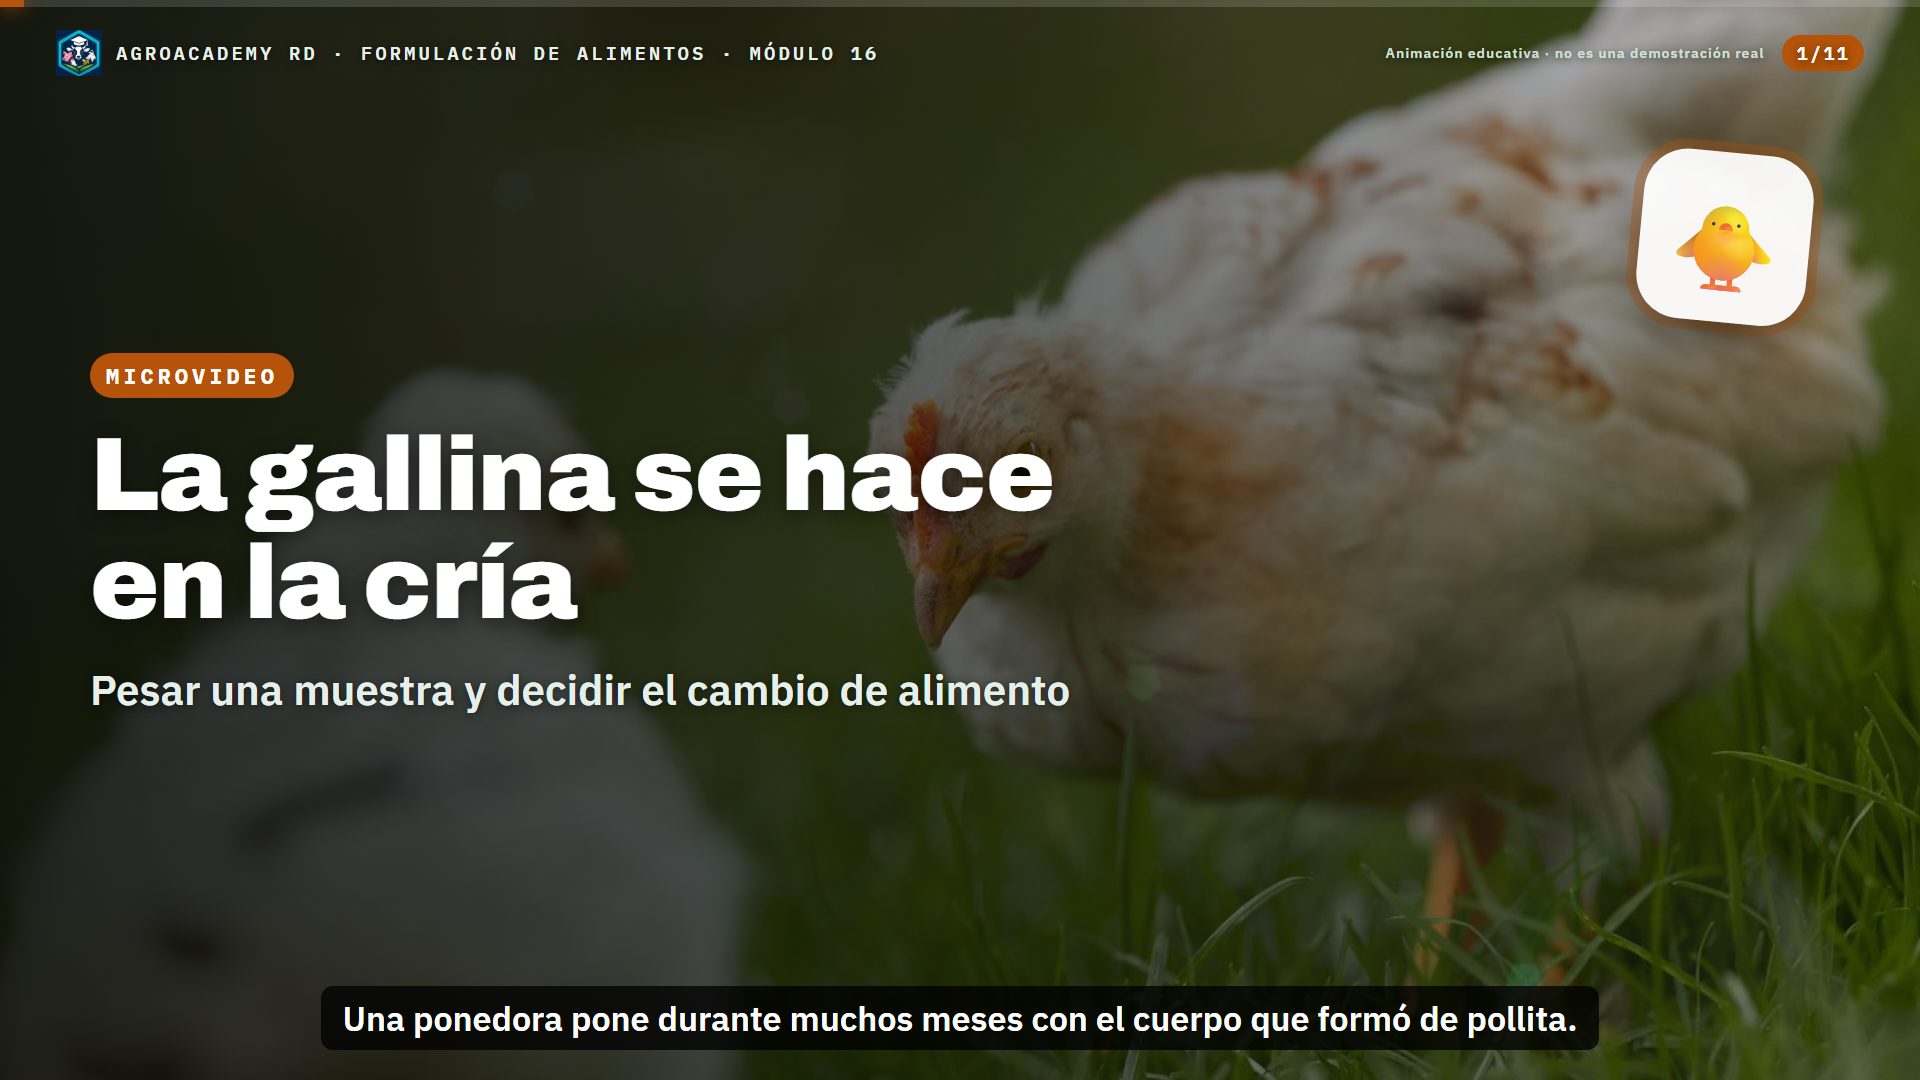 AGROACADEMY RD · FORMULACIÓN DE ALIMENTOS · MÓDULO 16
Animación educativa · no es una demostración real
1/11
MICROVIDEO
La gallina se hace
en la cría
Pesar una muestra y decidir el cambio de alimento
Una ponedora pone durante muchos meses con el cuerpo que formó de pollita.